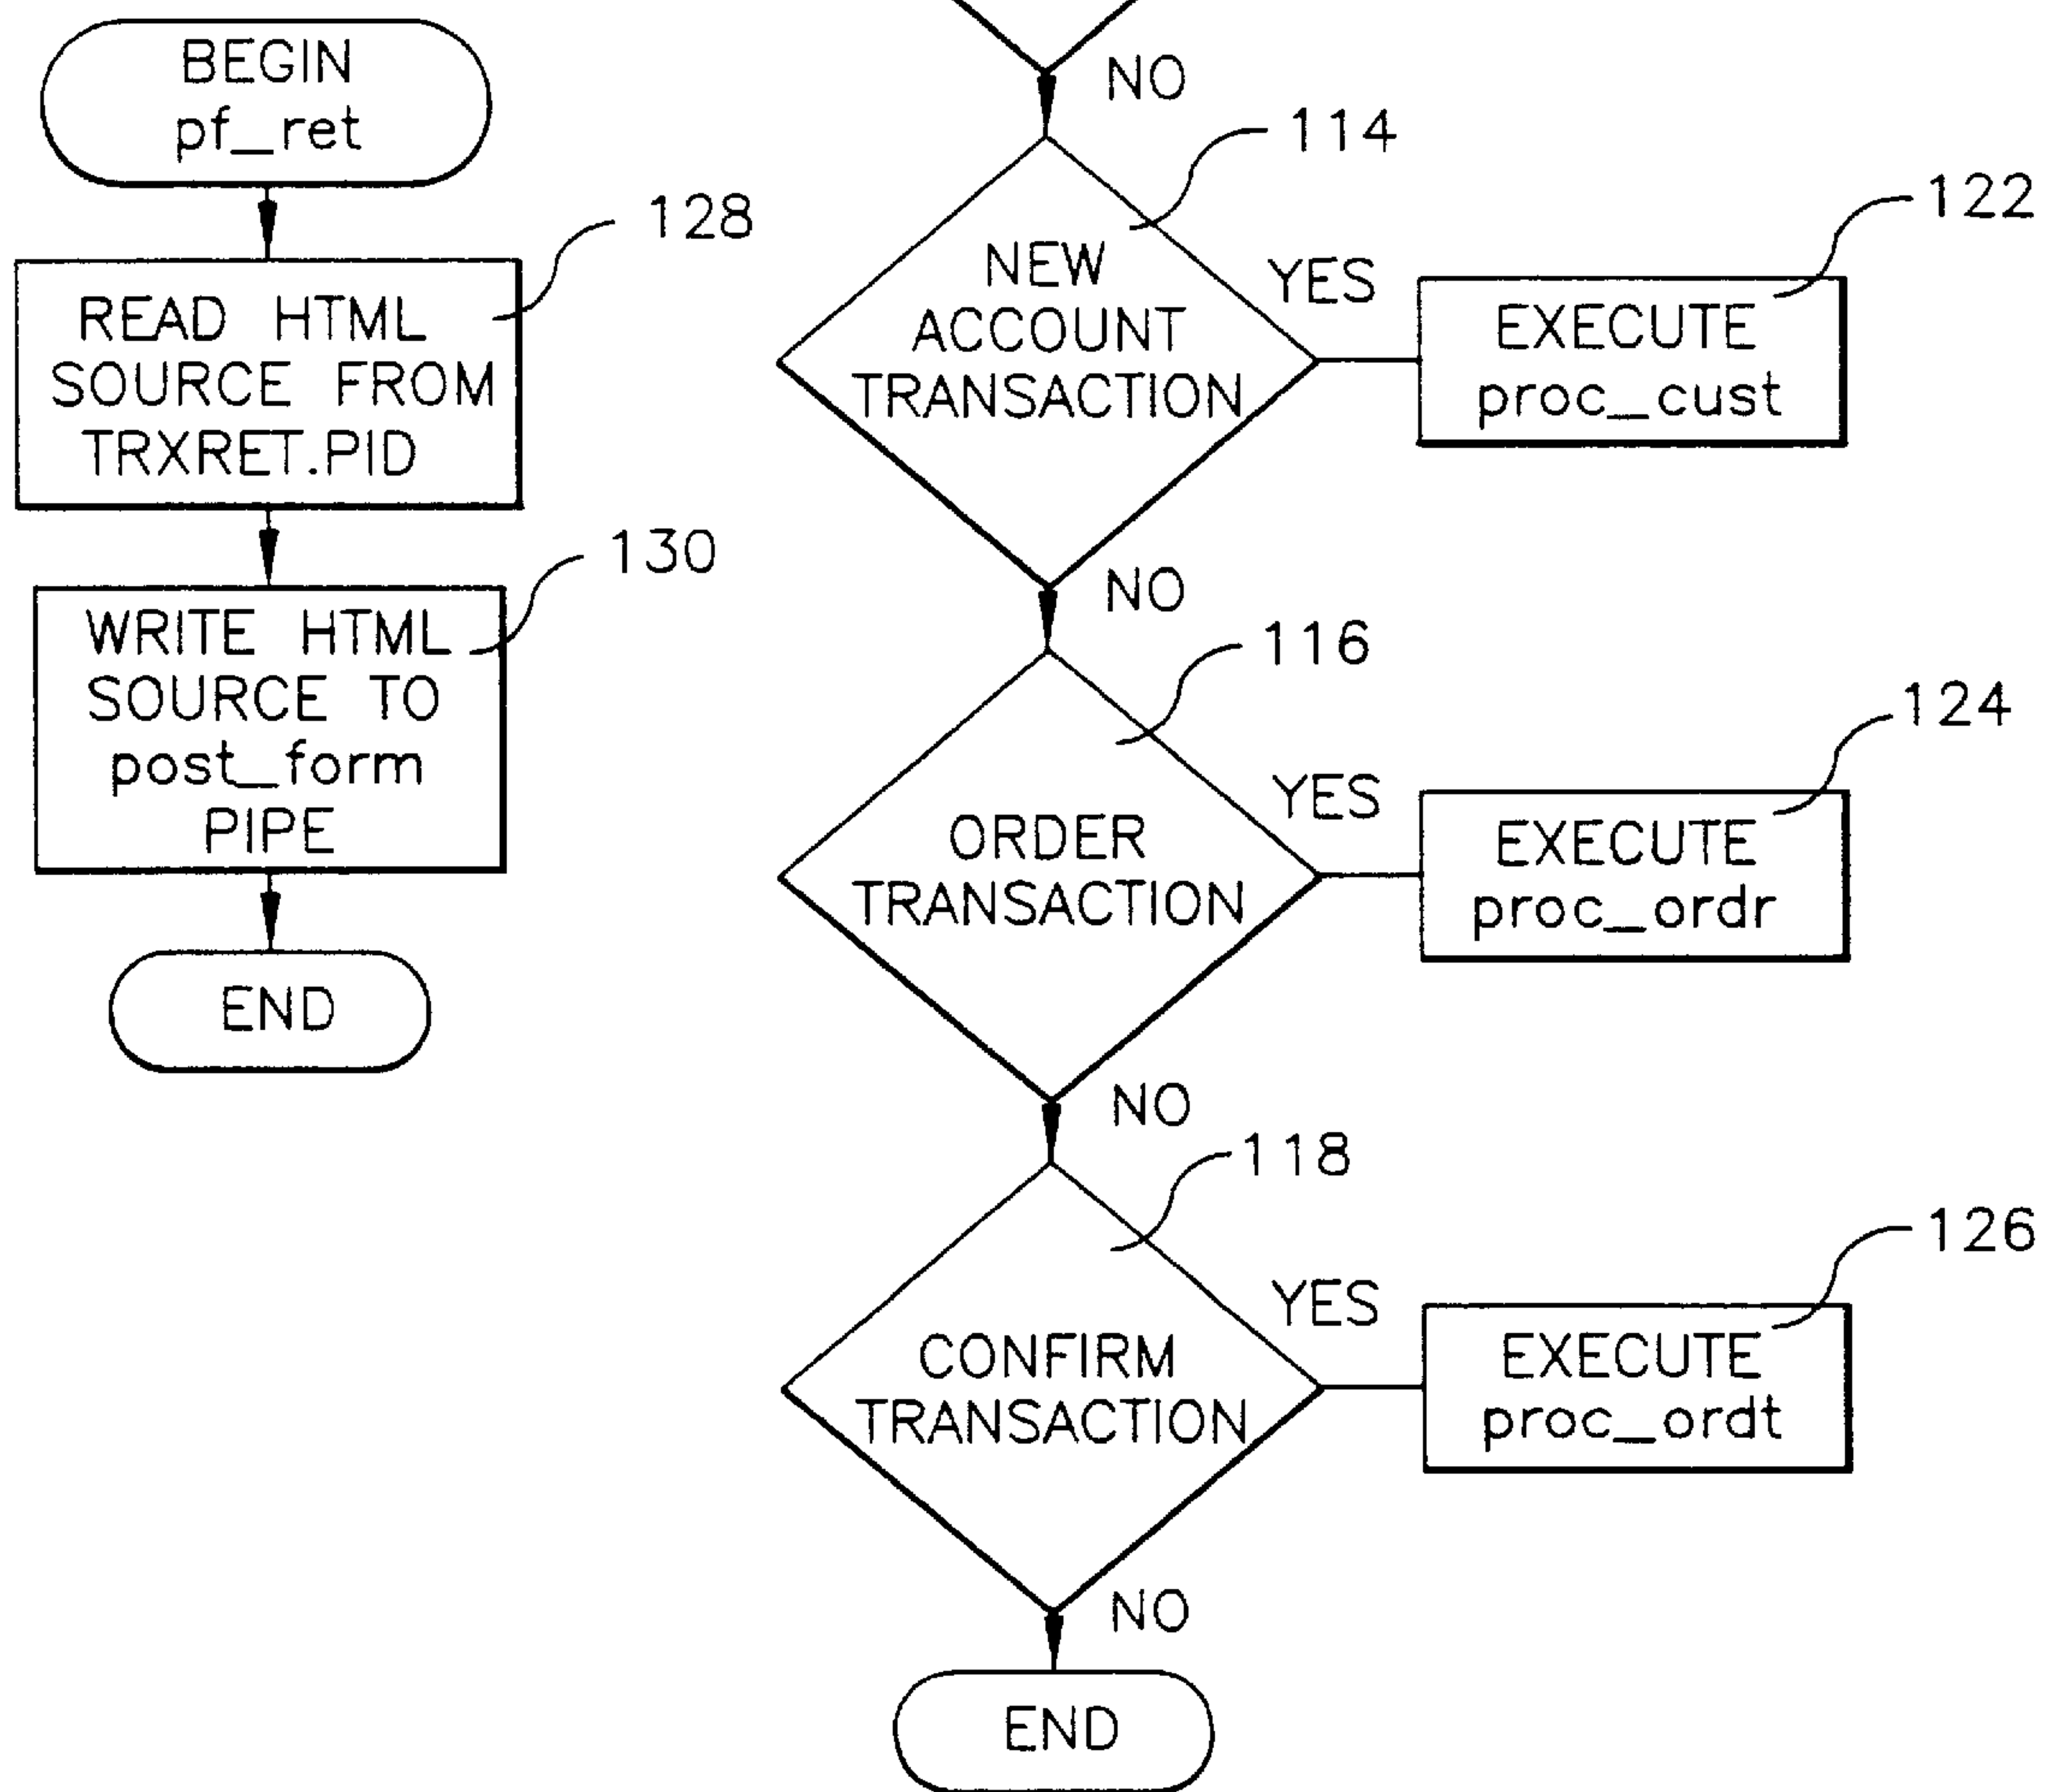 BEGIN
pf_ret
128
READ HTML
SOURCE FROM
TRXRET.PID
130
WRITE HTML
SOURCE TO
post_form
PIPE
END
NO
114
NEW
ACCOUNT
TRANSACTION
YES
122
EXECUTE
proc_cust
NO
116
ORDER
TRANSACTION
YES
124
EXECUTE
proc_ordr
NO
118
CONFIRM
TRANSACTION
YES
126
EXECUTE
proc_ordt
NO
END